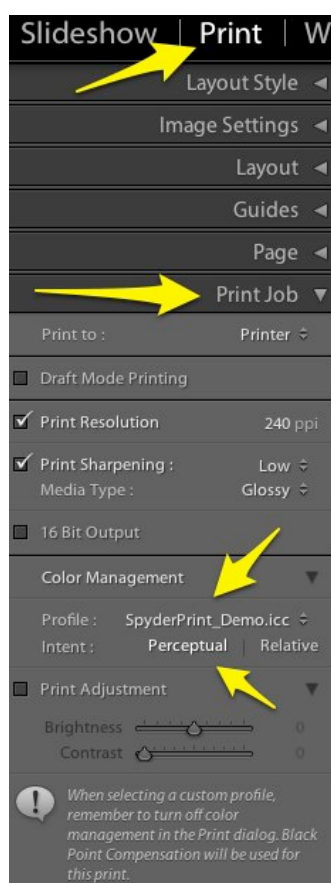 Slideshow | Print | W
Layout Style
Image Settings
Layout
Guides
Page
Print Job
Print to : Printer
Draft Mode Printing
Print Resolution 240 ppi
Print Sharpening : Low
Media Type : Glossy
16 Bit Output
Color Management
Profile : SpyderPrint_Demo.icc
Intent : Perceptual | Relative
Print Adjustment
Brightness 0
Contrast 0
When selecting a custom profile,
remember to turn off color
management in the Print dialog. Black
Point Compensation will be used for
this print.